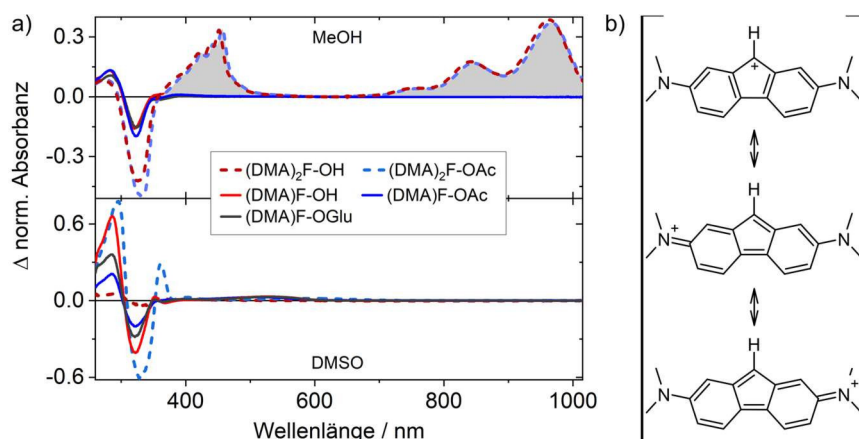 a)
b)
MeOH
Δ norm. Absorbanz
0.3
0.0
-0.3
(DMA)₂F-OH
(DMA)₂F-OAc
(DMA)F-OH
(DMA)F-OAc
(DMA)F-OGlu
0.6
0.0
-0.6
DMSO
400
600
800
1000
Wellenlänge / nm
H
+
N
N
H
N
+
N
H
N
N
+